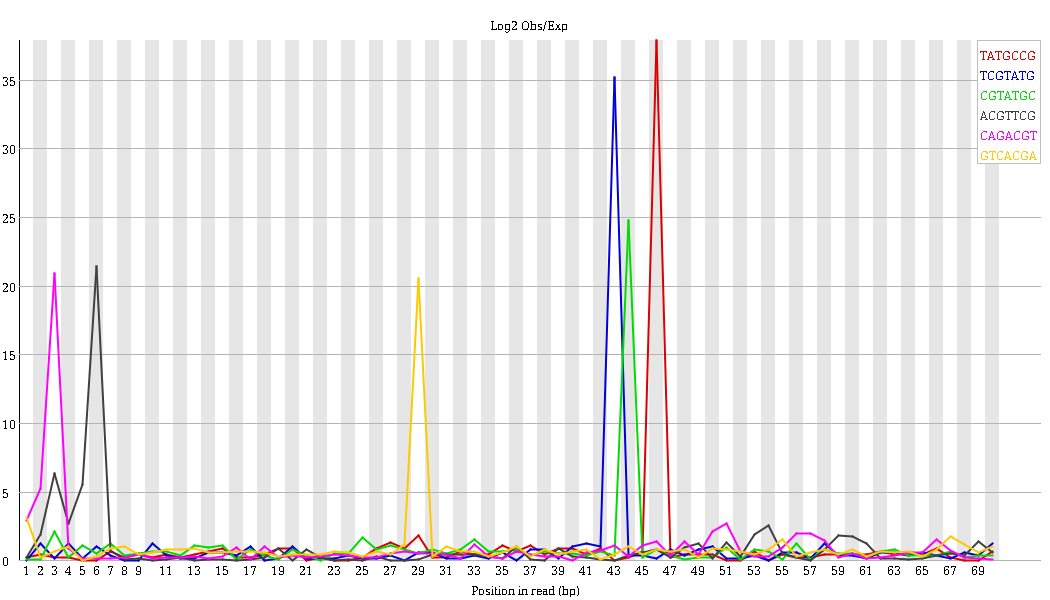 Log2 Obs/Exp
TATGCCG
TCGTATG
CGTATGC
ACGTTCG
CAGACGT
GTCACGA
35
30
25
20
15
10
5
0
1 2 3 4 5 6 7 8 9 11 13 15 17 19 21 23 25 27 29 31 33 35 37 39 41 43 45 47 49 51 53 55 57 59 61 63 65 67 69
Position in read (bp)